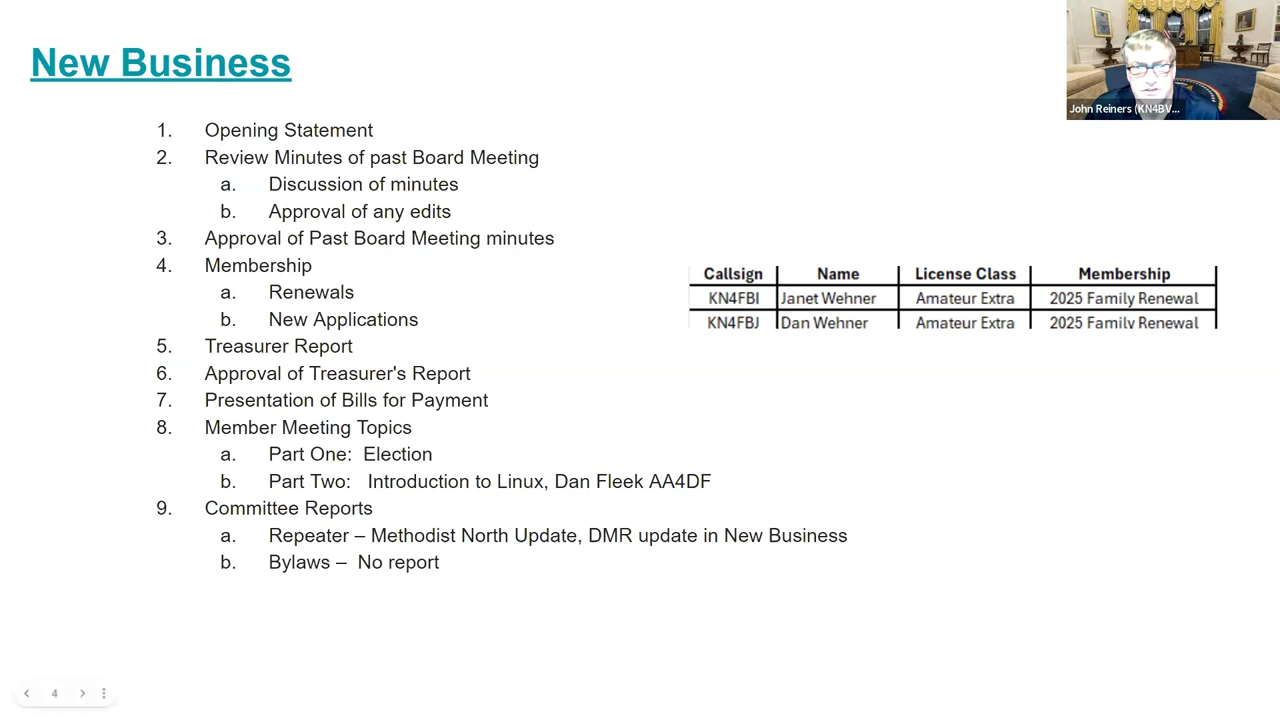 New Business
John Reiners (KN4BV...
1. Opening Statement
2. Review Minutes of past Board Meeting
a. Discussion of minutes
b. Approval of any edits
3. Approval of Past Board Meeting minutes
4. Membership
a. Renewals
b. New Applications
5. Treasurer Report
6. Approval of Treasurer's Report
7. Presentation of Bills for Payment
8. Member Meeting Topics
a. Part One: Election
b. Part Two: Introduction to Linux, Dan Fleek AA4DF
9. Committee Reports
a. Repeater – Methodist North Update, DMR update in New Business
b. Bylaws – No report
Callsign Name License Class Membership
KN4FBI Janet Wehner Amateur Extra 2025 Family Renewal
KN4FBJ Dan Wehner Amateur Extra 2025 Family Renewal
4